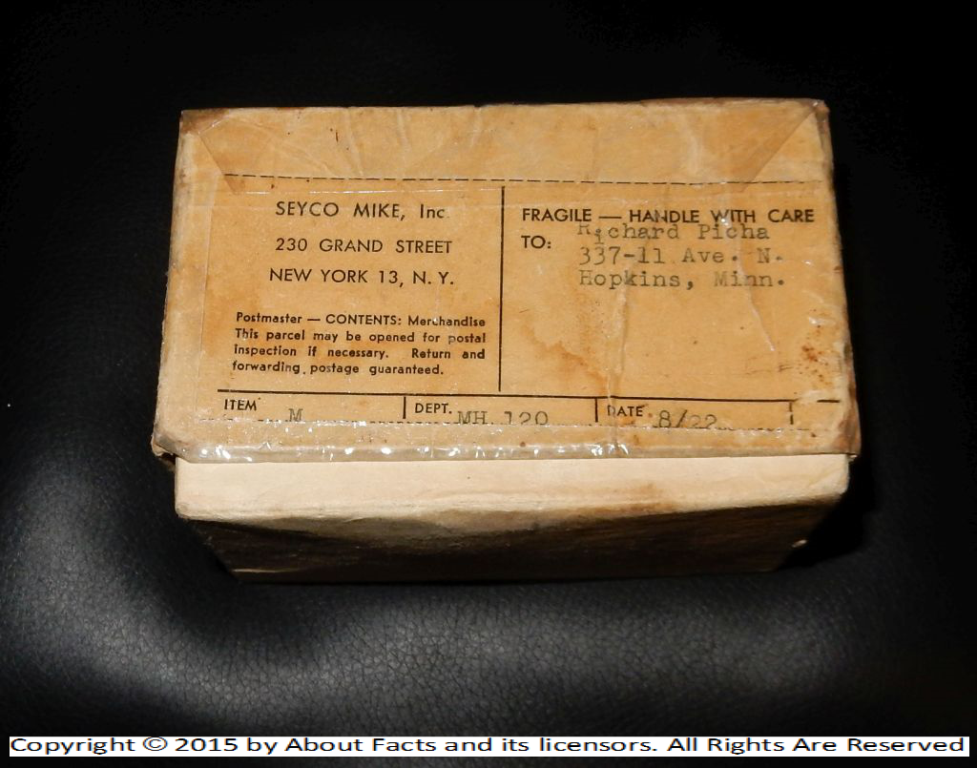 SEYCO MIKE, Inc.
230 GRAND STREET
NEW YORK 13, N. Y.
Postmaster — CONTENTS: Merchandise
This parcel may be opened for postal
inspection if necessary. Return and
forwarding postage guaranteed.
FRAGILE — HANDLE WITH CARE
TO: Richard Picha
337-11 Ave. N.
Hopkins, Minn.
ITEM M DEPT. MH 120 DATE 8/22
Copyright © 2015 by About Facts and its licensors. All Rights Are Reserved